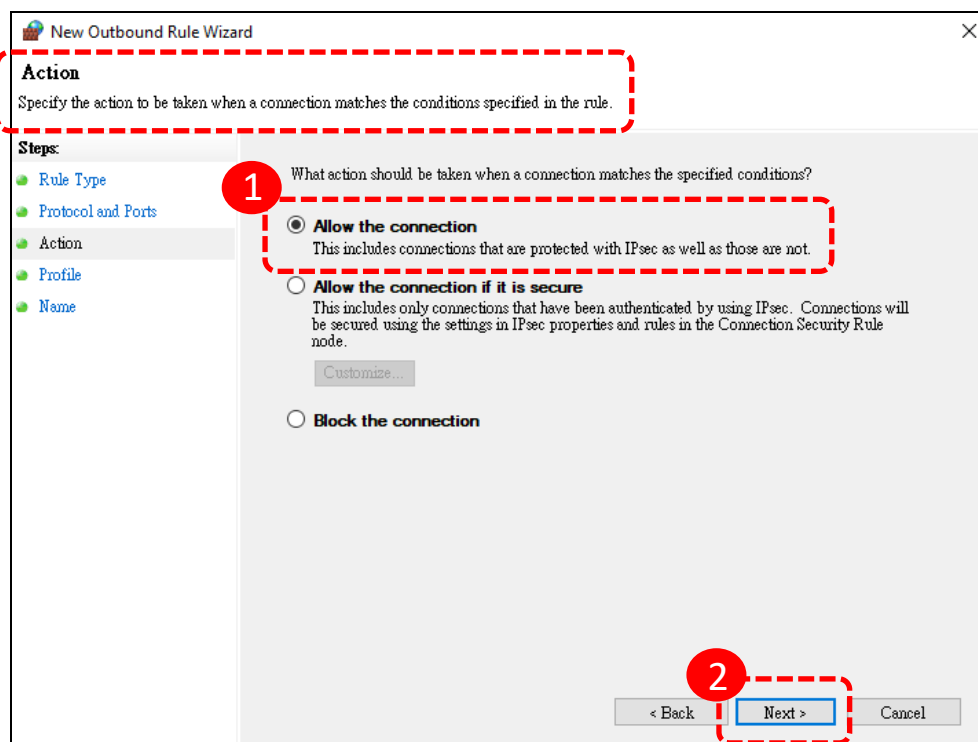 New Outbound Rule Wizard
Action
Specify the action to be taken when a connection matches the conditions specified in the rule.
Steps:
Rule Type
Protocol and Ports
Action
Profile
Name
1
What action should be taken when a connection matches the specified conditions?
Allow the connection
This includes connections that are protected with IPsec as well as those are not.
Allow the connection if it is secure
This includes only connections that have been authenticated by using IPsec. Connections will
be secured using the settings in IPsec properties and rules in the Connection Security Rule
node.
Customize...
Block the connection
2
< Back
Next >
Cancel